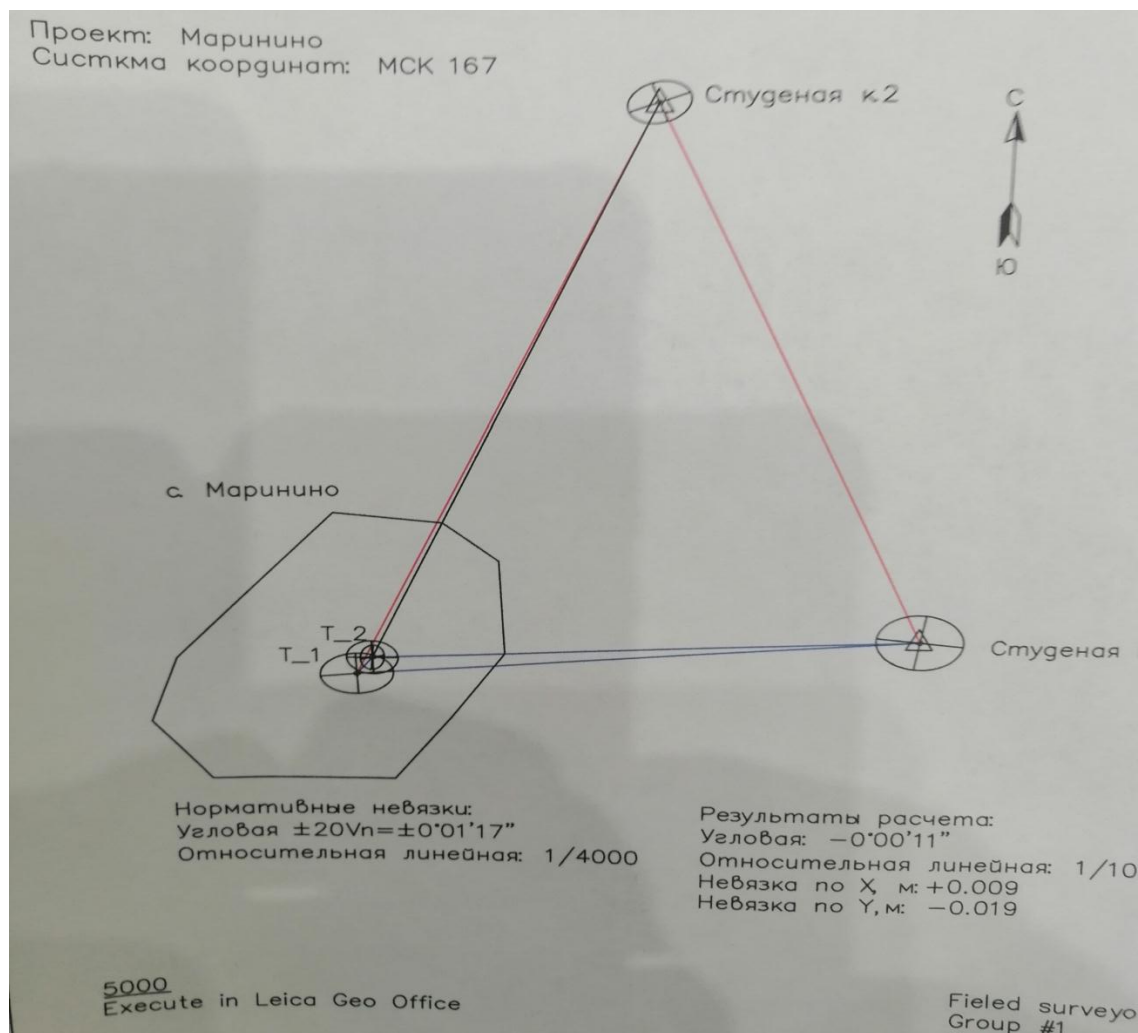 Проект: Маринино
Систкма координат: МСК 167
Студеная к.2
С
Ю
с. Маринино
Т_2
Т_1
Студеная
Нормативные невязки:
Угловая ±20Vn=±0°01'17"
Относительная линейная: 1/4000
Результаты расчета:
Угловая: -0°00'11"
Относительная линейная: 1/10
Невязка по X, м: +0.009
Невязка по Y, м: -0.019
5000
Execute in Leica Geo Office
Fieled surveyo
Group #1